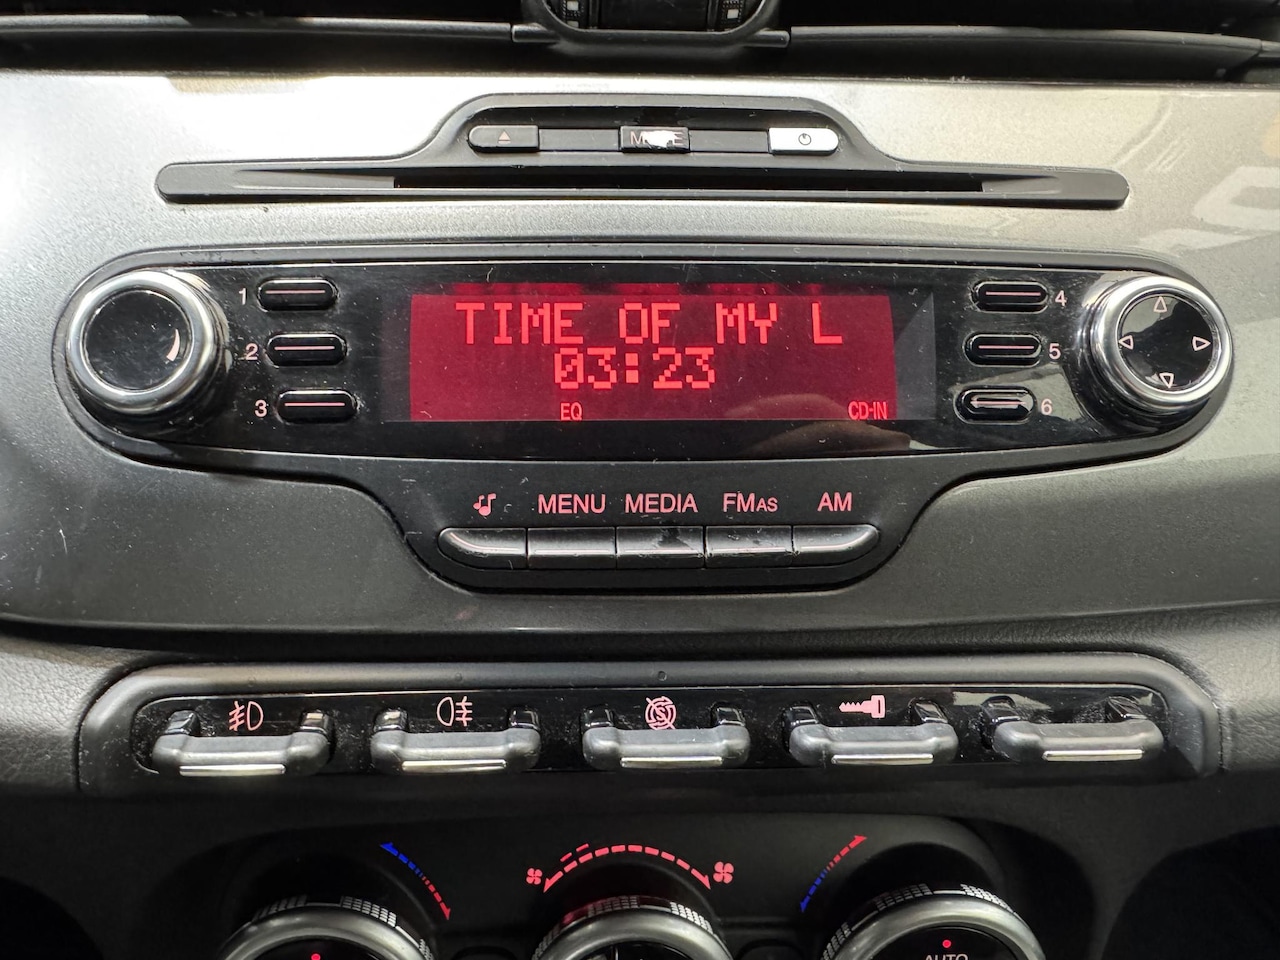 MODE
1
2
3
TIME OF MY L
03:23
EQ
CD-IN
4
5
6
MENU
MEDIA
FMAS
AM
AUTO